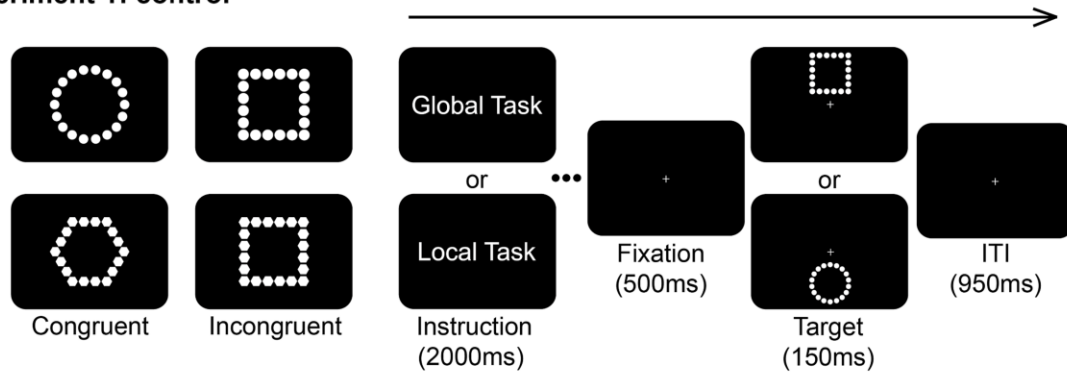 Congruent
Incongruent
Global Task
or
Local Task
Instruction
(2000ms)
Fixation
(500ms)
or
Target
(150ms)
ITI
(950ms)